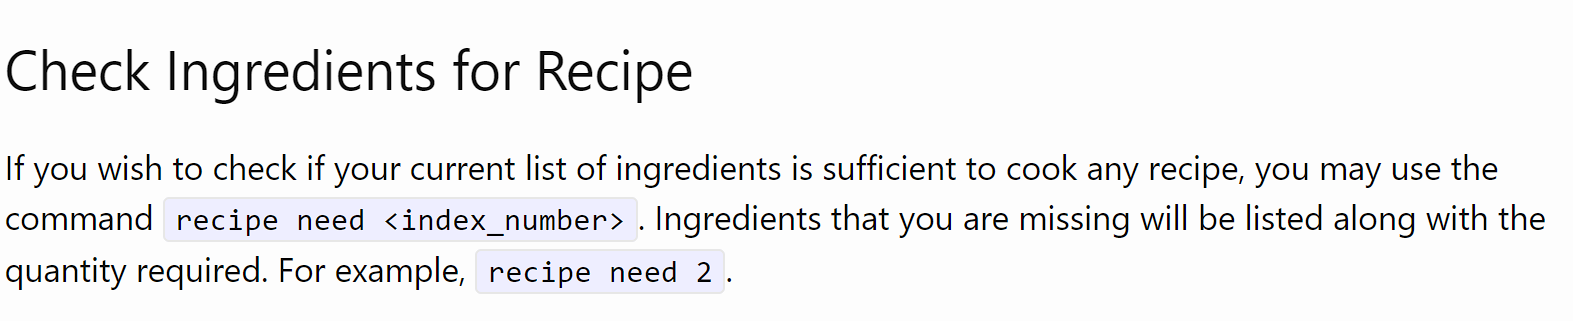 Check Ingredients for Recipe
If you wish to check if your current list of ingredients is sufficient to cook any recipe, you may use the
command recipe need <index_number>. Ingredients that you are missing will be listed along with the
quantity required. For example, recipe need 2.